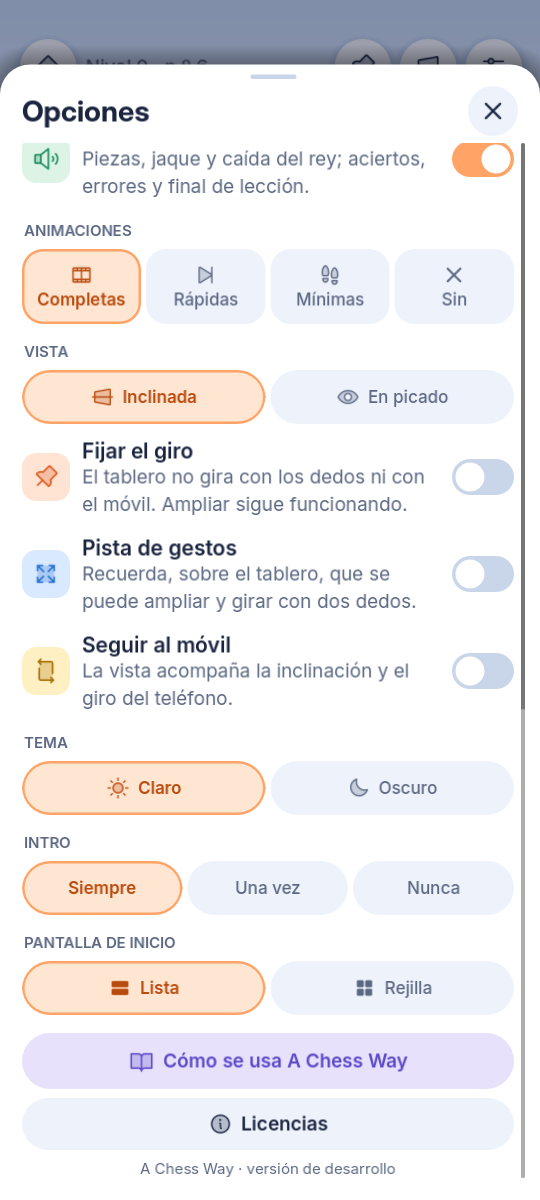 Opciones
Piezas, jaque y caída del rey; aciertos,
errores y final de lección.
ANIMACIONES
Completas
Rápidas
Mínimas
Sin
VISTA
Inclinada
En picado
Fijar el giro
El tablero no gira con los dedos ni con
el móvil. Ampliar sigue funcionando.
Pista de gestos
Recuerda, sobre el tablero, que se
puede ampliar y girar con dos dedos.
Seguir al móvil
La vista acompaña la inclinación y el
giro del teléfono.
TEMA
Claro
Oscuro
INTRO
Siempre
Una vez
Nunca
PANTALLA DE INICIO
Lista
Rejilla
Cómo se usa A Chess Way
Licencias
A Chess Way · versión de desarrollo